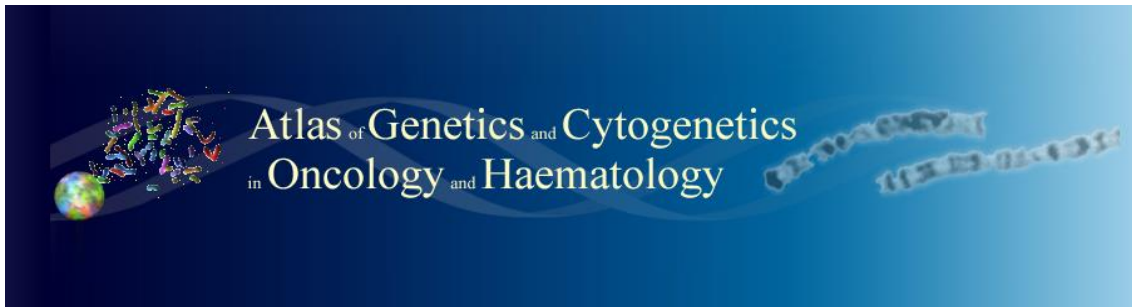 Atlas of Genetics and Cytogenetics
in Oncology and Haematology